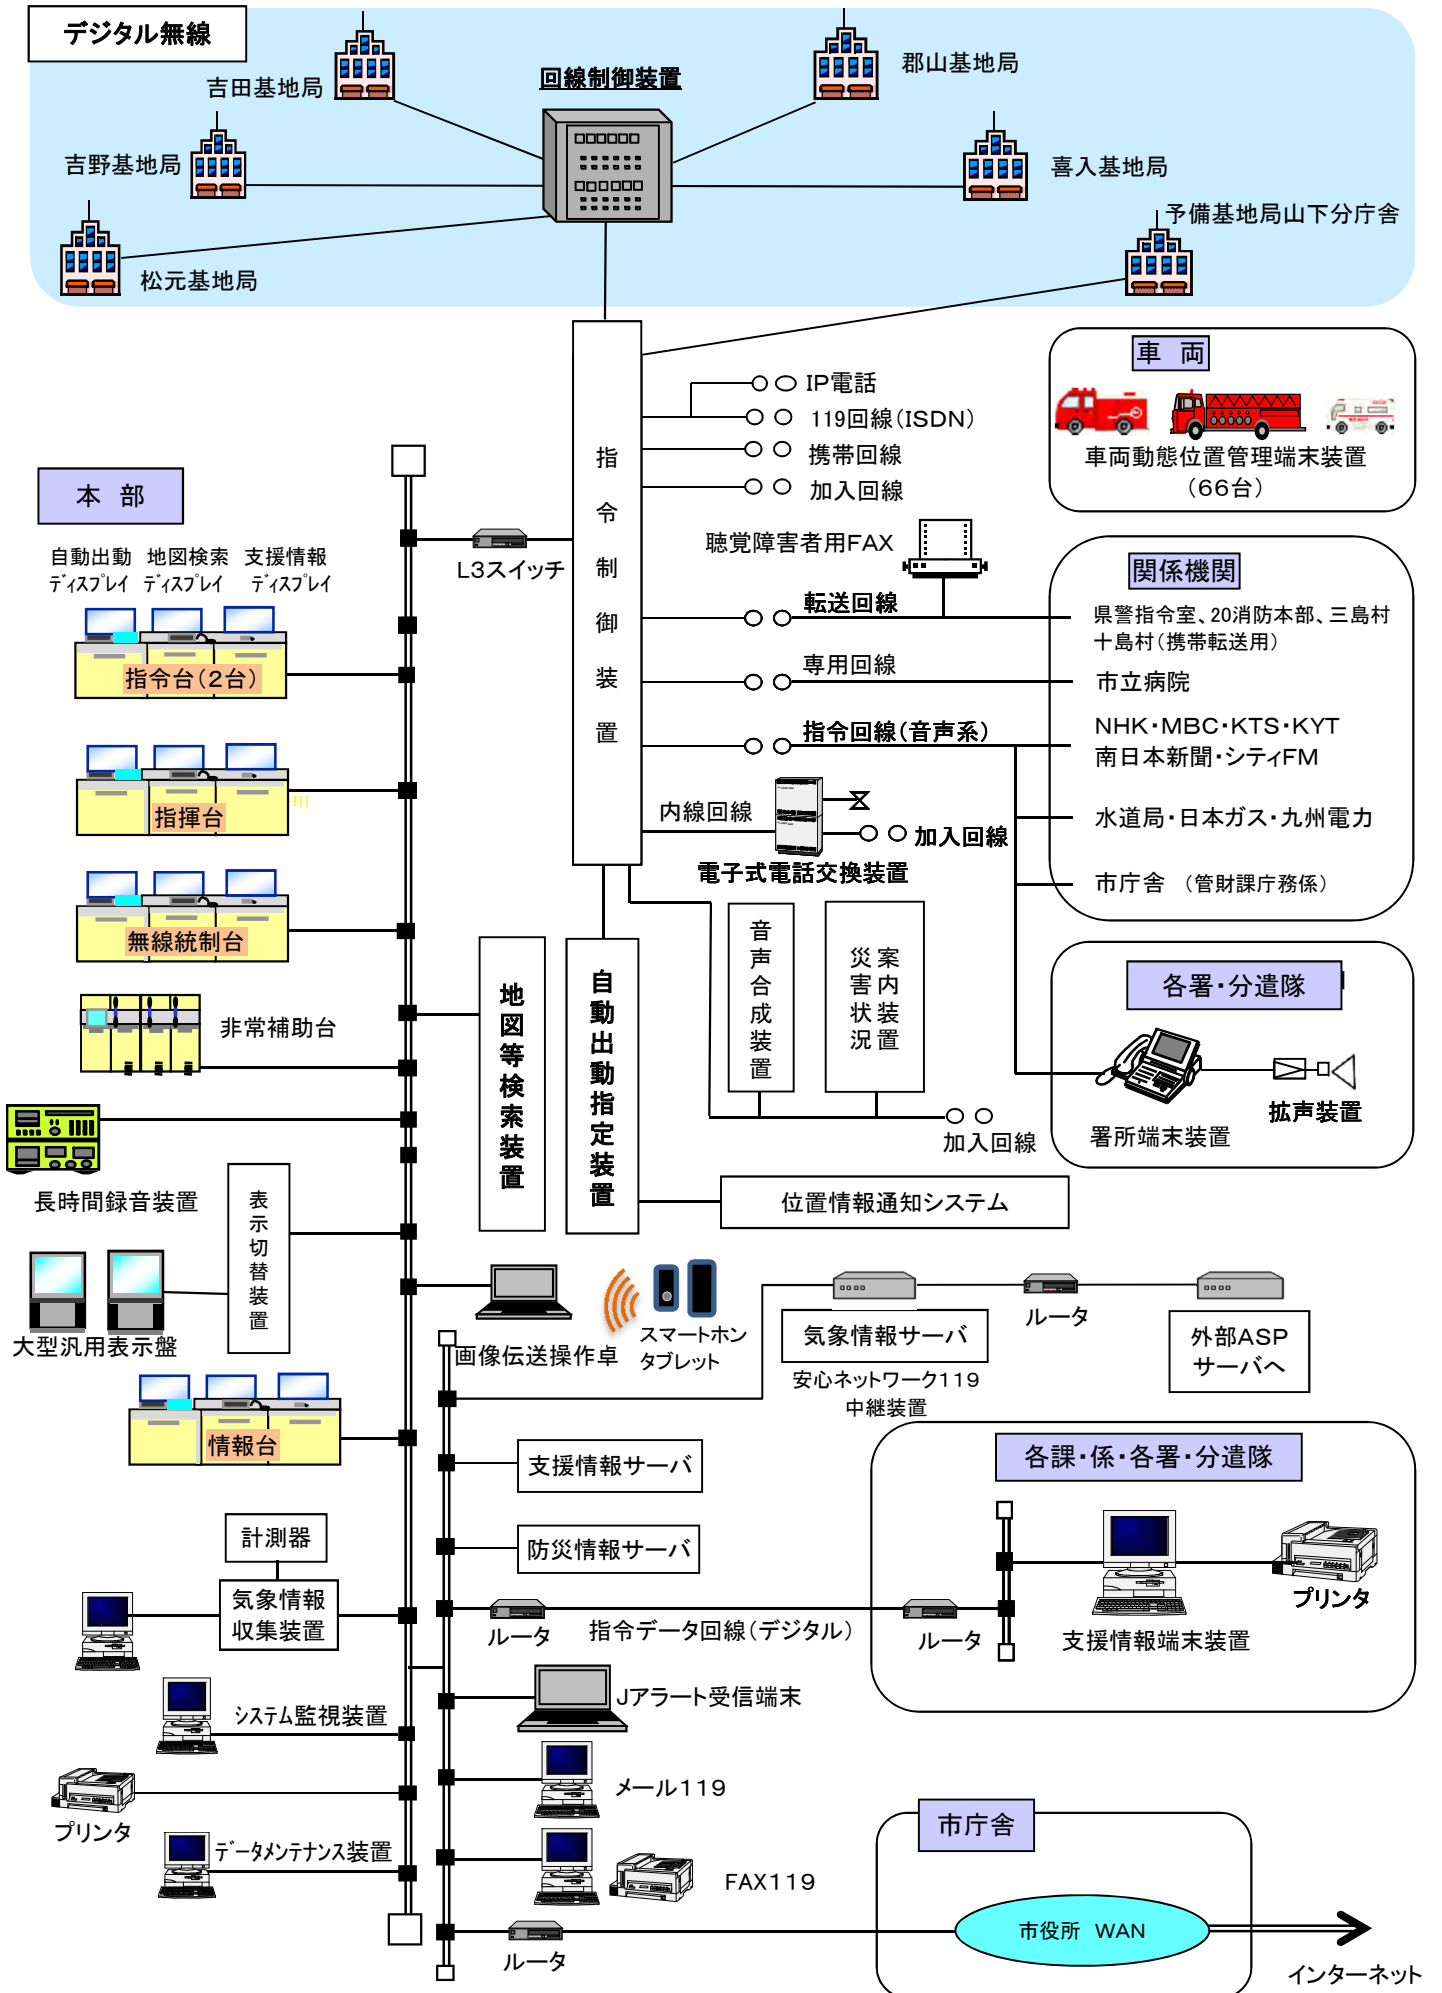 デジタル無線
回線制御装置
吉田基地局
郡山基地局
吉野基地局
喜入基地局
松元基地局
予備基地局山下分庁舎
指令制御装置
IP電話
119回線(ISDN)
携帯回線
加入回線
車 両
車両動態位置管理端末装置
(66台)
本 部
自動出動
ディスプレイ
地図検索
ディスプレイ
支援情報
ディスプレイ
指令台(2台)
L3スイッチ
聴覚障害者用FAX
転送回線
専用回線
指令回線(音声系)
内線回線
加入回線
電子式電話交換装置
関係機関
県警指令室、20消防本部、三島村
十島村(携帯転送用)
市立病院
NHK・MBC・KTS・KYT
南日本新聞・シティFM
水道局・日本ガス・九州電力
市庁舎 (管財課庁務係)
指揮台
無線統制台
非常補助台
長時間録音装置
表示切替装置
大型汎用表示盤
情報台
地図等検索装置
自動出動指定装置
音声合成装置
災害状況
案内装置
加入回線
各署・分遣隊
署所端末装置
拡声装置
位置情報通知システム
画像伝送操作卓
スマートホン
タブレット
気象情報サーバ
安心ネットワーク119
中継装置
ルータ
外部ASP
サーバへ
支援情報サーバ
防災情報サーバ
各課・係・各署・分遣隊
計測器
気象情報
収集装置
ルータ
指令データ回線(デジタル)
ルータ
支援情報端末装置
プリンタ
システム監視装置
Jアラート受信端末
プリンタ
メール119
データメンテナンス装置
FAX119
ルータ
市庁舎
市役所 WAN
インターネット